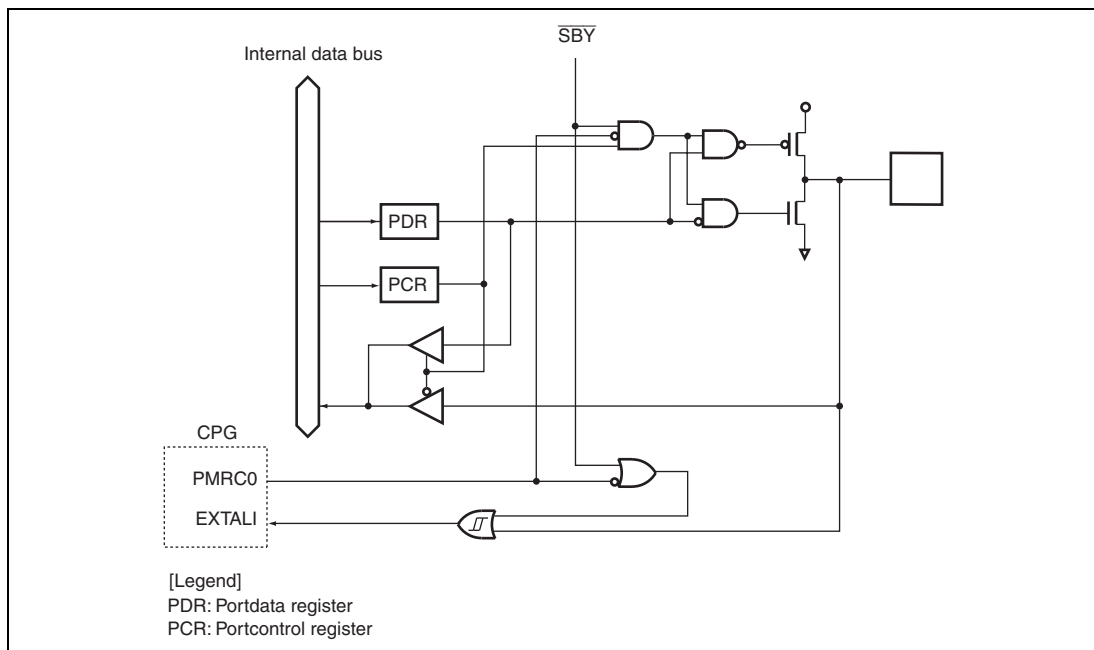 SBY
Internal data bus
PDR
PCR
CPG
PMRC0
EXTALI
[Legend]
PDR: Portdata register
PCR: Portcontrol register